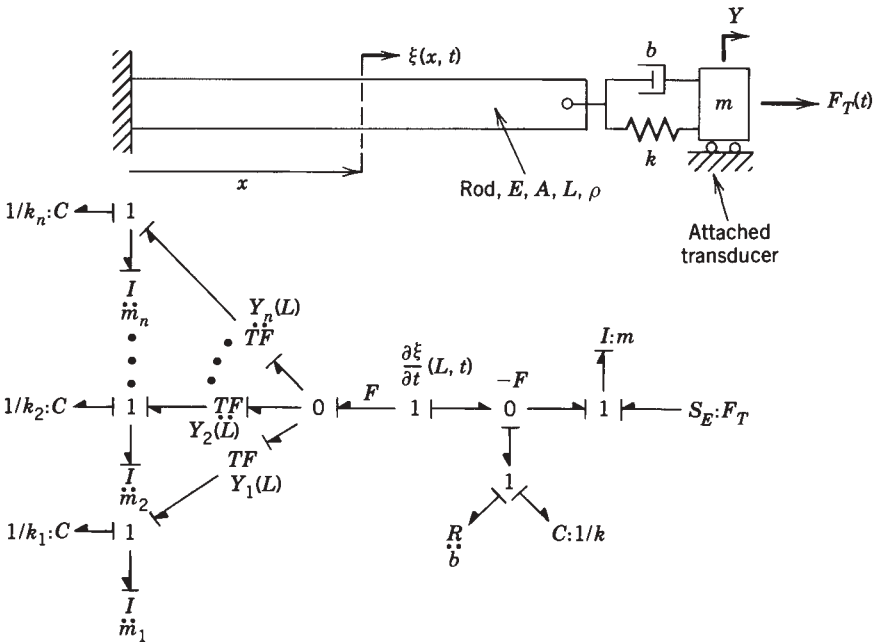 Y
ξ(x, t)
b
m
F_T(t)
k
x
Rod, E, A, L, ρ
Attached
transducer
1/k_n:C
1
I
m_n
Y_n(L)
TF
∂ξ/∂t (L, t)
I:m
1/k_2:C
1
TF
0
F
1
-F
0
1
S_E:F_T
Y_2(L)
TF
Y_1(L)
I
m_2
1
1/k_1:C
1
R
b
C:1/k
I
m_1